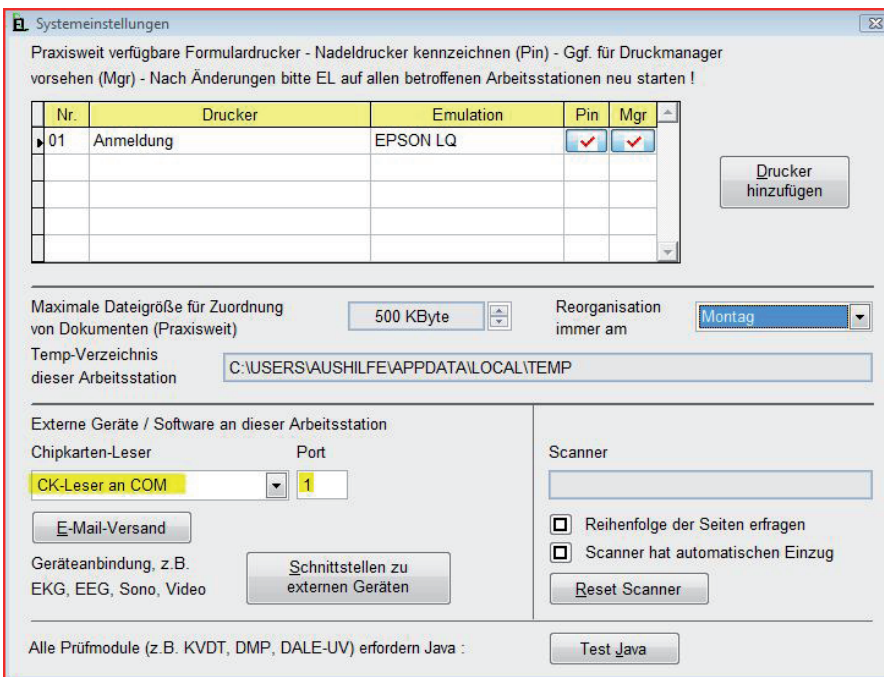 EL Systemeinstellungen
Praxisweit verfügbare Formulardrucker - Nadeldrucker kennzeichnen (Pin) - Ggf. für Druckmanager
vorsehen (Mgr) - Nach Änderungen bitte EL auf allen betroffenen Arbeitsstationen neu starten !
Nr. Drucker Emulation Pin Mgr
01 Anmeldung EPSON LQ
Drucker
hinzufügen
Maximale Dateigröße für Zuordnung
von Dokumenten (Praxisweit)
500 KByte
Reorganisation
immer am
Montag
Temp-Verzeichnis
dieser Arbeitsstation
C:\USERS\AUSHILFE\APPDATA\LOCAL\TEMP
Externe Geräte / Software an dieser Arbeitsstation
Chipkarten-Leser Port
CK-Leser an COM 1
E-Mail-Versand
Geräteanbindung, z.B.
EKG, EEG, Sono, Video
Schnittstellen zu
externen Geräten
Scanner
Reihenfolge der Seiten erfragen
Scanner hat automatischen Einzug
Reset Scanner
Alle Prüfmodule (z.B. KVDT, DMP, DALE-UV) erfordern Java :
Test Java